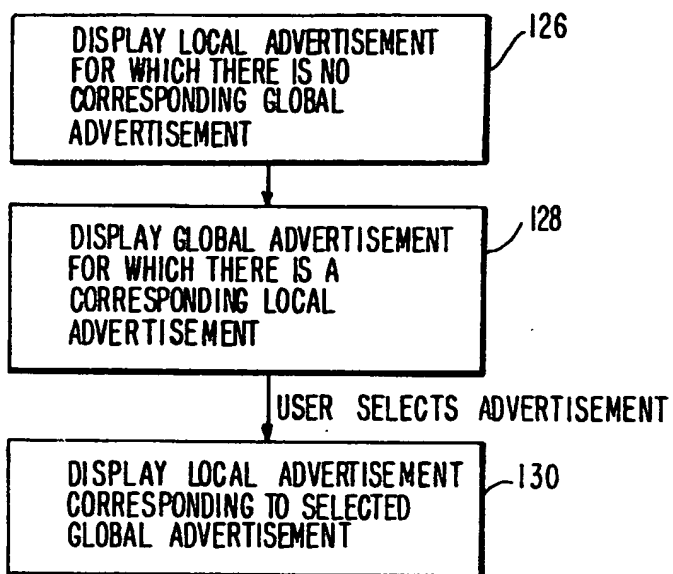 DISPLAY LOCAL ADVERTISEMENT
FOR WHICH THERE IS NO
CORRESPONDING GLOBAL
ADVERTISEMENT
126
DISPLAY GLOBAL ADVERTISEMENT
FOR WHICH THERE IS A
CORRESPONDING LOCAL
ADVERTISEMENT
128
USER SELECTS ADVERTISEMENT
DISPLAY LOCAL ADVERTISEMENT
CORRESPONDING TO SELECTED
GLOBAL ADVERTISEMENT
130